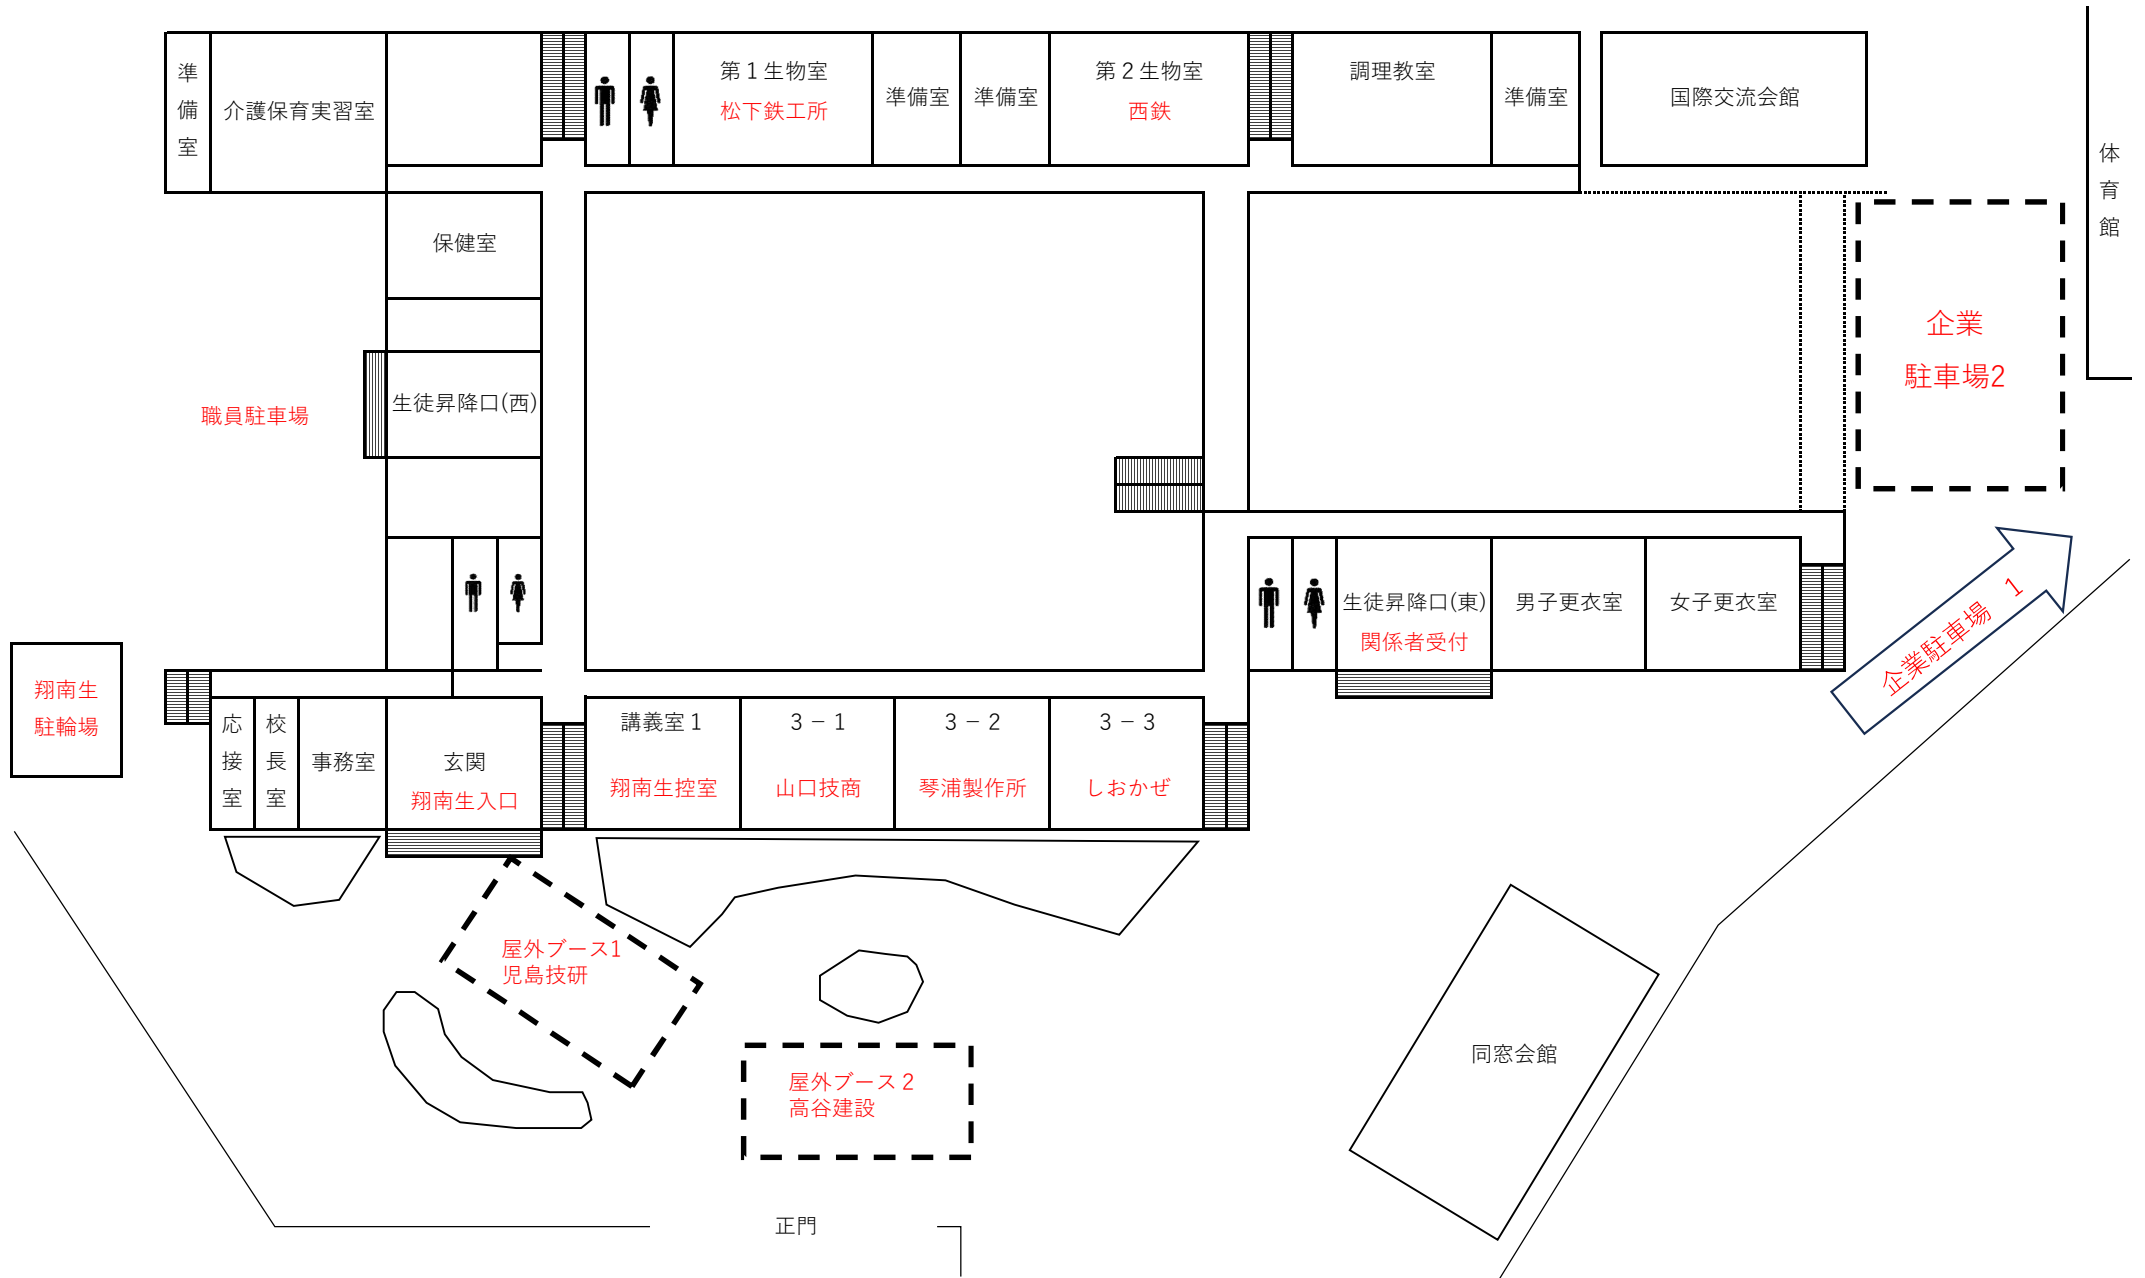 準備室
介護保育実習室
第１生物室
松下鉄工所
準備室
準備室
第２生物室
西鉄
調理教室
準備室
国際交流会館
体育館
保健室
企業
駐車場2
生徒昇降口(西)
職員駐車場
生徒昇降口(東)
関係者受付
男子更衣室
女子更衣室
企業駐車場　1
翔南生
駐輪場
応接室
校長室
事務室
玄関
翔南生入口
講義室１
翔南生控室
３－１
山口技商
３－２
琴浦製作所
３－３
しおかぜ
屋外ブース1
児島技研
屋外ブース２
高谷建設
同窓会館
正門